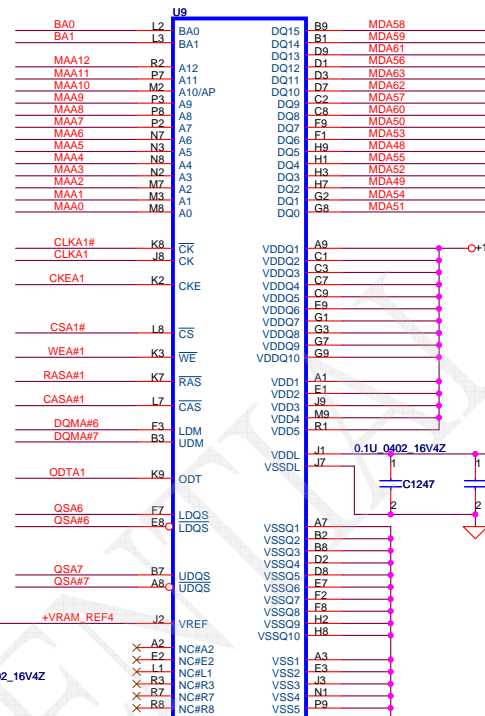 U9
BA0 L2 BA0 DQ15 B9 MDA58
BA1 L3 BA1 DQ14 B1 MDA59
DQ13 D9 MDA61
MAA12 R2 A12 DQ12 D1 MDA56
MAA11 P7 A11 DQ11 D3 MDA63
MAA10 M2 A10/AP DQ10 D7 MDA62
MAA9 P3 A9 DQ9 C2 MDA57
MAA8 P8 A8 DQ8 C8 MDA60
MAA7 P2 A7 DQ7 F9 MDA50
MAA6 N7 A6 DQ6 F1 MDA53
MAA5 N3 A5 DQ5 H9 MDA48
MAA4 N8 A4 DQ4 H1 MDA55
MAA3 N2 A3 DQ3 H3 MDA52
MAA2 M7 A2 DQ2 H7 MDA49
MAA1 M3 A1 DQ1 G2 MDA54
MAA0 M8 A0 DQ0 G8 MDA51
CLKA1# K8 CK VDDQ1 A9 +1
CLKA1 J8 CK VDDQ2 C1
VDDQ3 C3
CKEA1 K2 CKE VDDQ4 C7
VDDQ5 C9
VDDQ6 E9
VDDQ7 G1
CSA1# L8 CS VDDQ8 G3
VDDQ9 G7
WEA#1 K3 WE VDDQ10 G9
RASA#1 K7 RAS VDD1 A1
VDD2 E1
CASA#1 L7 CAS VDD3 J9
VDD4 M9
DQMA#6 F3 LDM VDD5 R1
DQMA#7 B3 UDM
VDDL J1 0.1U_0402_16V4Z
VSSDL J7 1 1
ODTA1 K9 ODT C1247
2 2
QSA6 F7 LDQS VSSQ1 A7
QSA#6 E8 LDQS VSSQ2 B2
VSSQ3 B8
VSSQ4 D2
QSA7 B7 UDQS VSSQ5 D8
QSA#7 A8 UDQS VSSQ6 E7
VSSQ7 F2
VSSQ8 F8
+VRAM_REF4 J2 VREF VSSQ9 H2
VSSQ10 H8
A2 NC#A2
E2 NC#E2 VSS1 A3
02_16V4Z L1 NC#L1 VSS2 E3
R3 NC#R3 VSS3 J3
R7 NC#R7 VSS4 N1
R8 NC#R8 VSS5 P9
ENTIAL